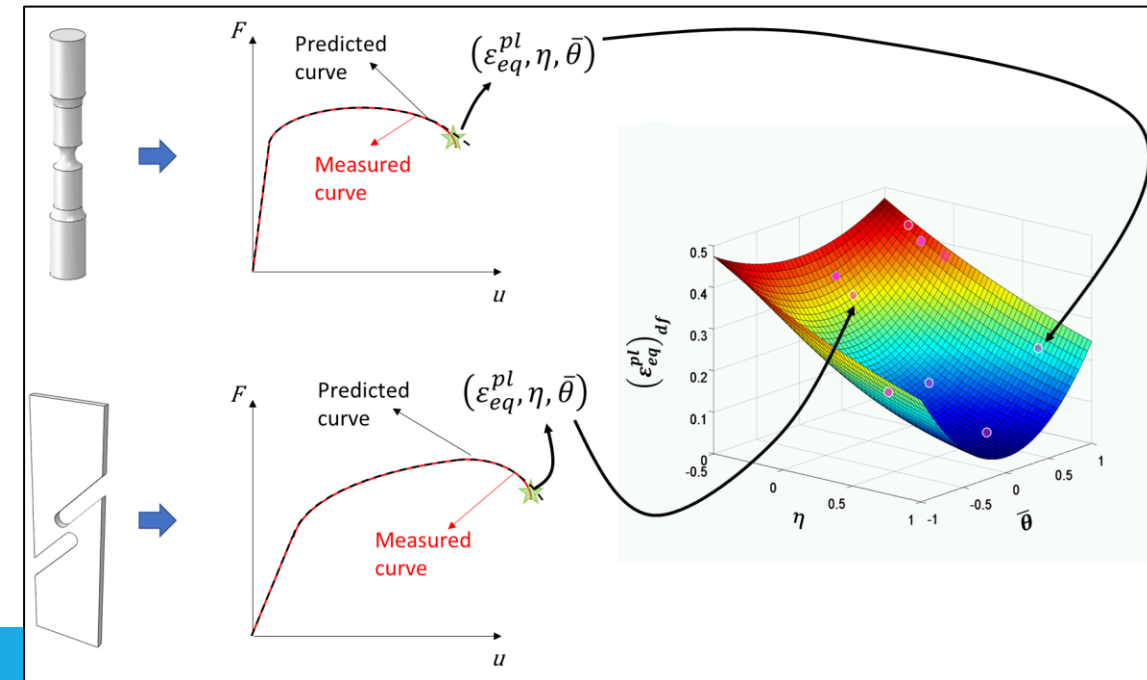 F
Predicted
curve
(ε_eq^pl, η, θ̄)
Measured
curve
u
F
Predicted
curve
(ε_eq^pl, η, θ̄)
Measured
curve
u
0.5
0.4
0.3
0.2
0.1
0
(ε_eq^pl)_df
-0.5
0
0.5
1
η
-1
-0.5
0
0.5
1
θ̄